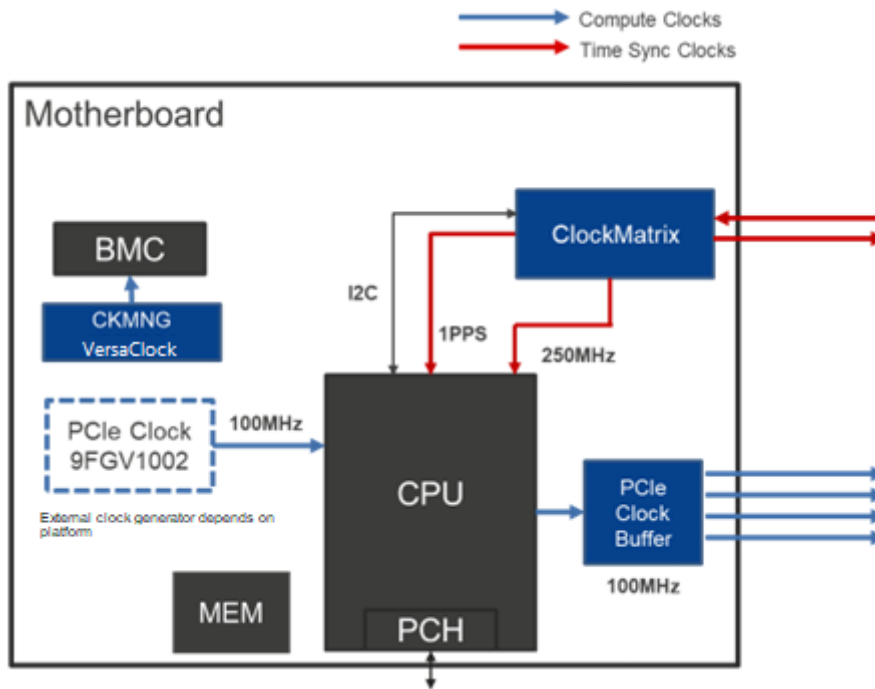 Compute Clocks
Time Sync Clocks
Motherboard
ClockMatrix
BMC
I2C
CKMNG
VersaClock
1PPS
250MHz
PCIe Clock
9FGV1002
100MHz
External clock generator depends on
platform
CPU
PCIe
Clock
Buffer
100MHz
MEM
PCH